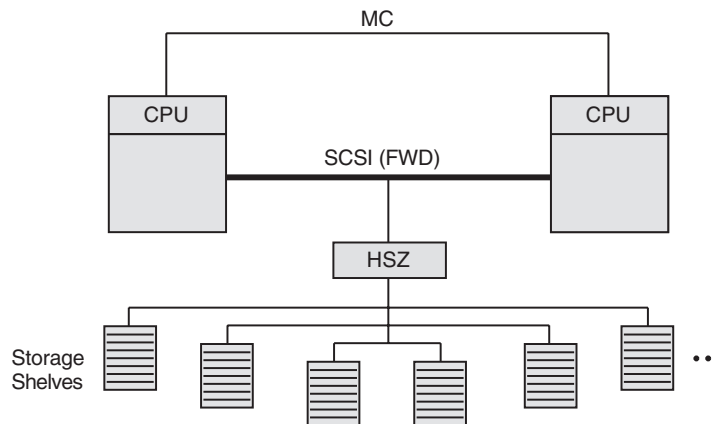 MC
CPU
CPU
SCSI (FWD)
HSZ
Storage
Shelves